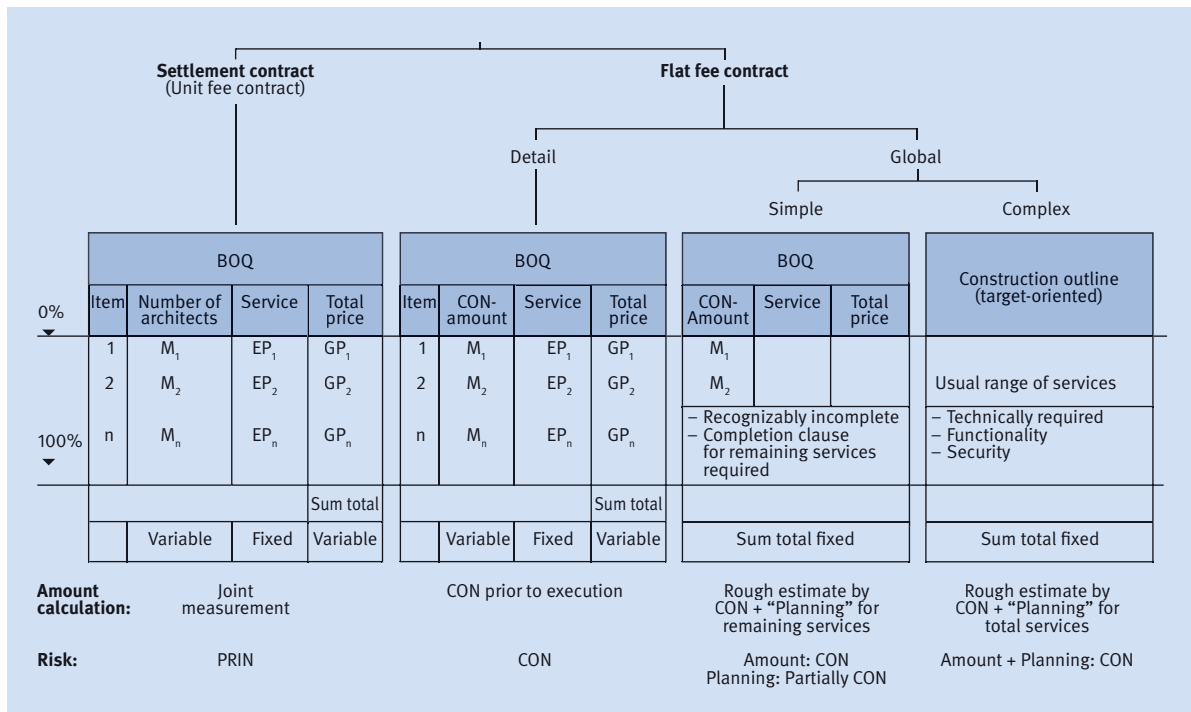 Settlement contract
(Unit fee contract)
Flat fee contract
Detail
Global
Simple
Complex
BOQ
BOQ
BOQ
Construction outline
(target-oriented)
0%
Item
Number of
architects
Service
Total
price
Item
CON-
amount
Service
Total
price
CON-
Amount
Service
Total
price
1 M₁ EP₁ GP₁
1 M₁ EP₁ GP₁
M₁
2 M₂ EP₂ GP₂
2 M₂ EP₂ GP₂
M₂
Usual range of services
100%
n Mₙ EPₙ GPₙ
n Mₙ EPₙ GPₙ
– Recognizably incomplete
– Completion clause
for remaining services
required
– Technically required
– Functionality
– Security
Sum total
Sum total
Variable Fixed Variable
Variable Fixed Variable
Sum total fixed
Sum total fixed
Amount
calculation:
Joint
measurement
CON prior to execution
Rough estimate by
CON + “Planning” for
remaining services
Rough estimate by
CON + “Planning” for
total services
Risk:
PRIN
CON
Amount: CON
Planning: Partially CON
Amount + Planning: CON